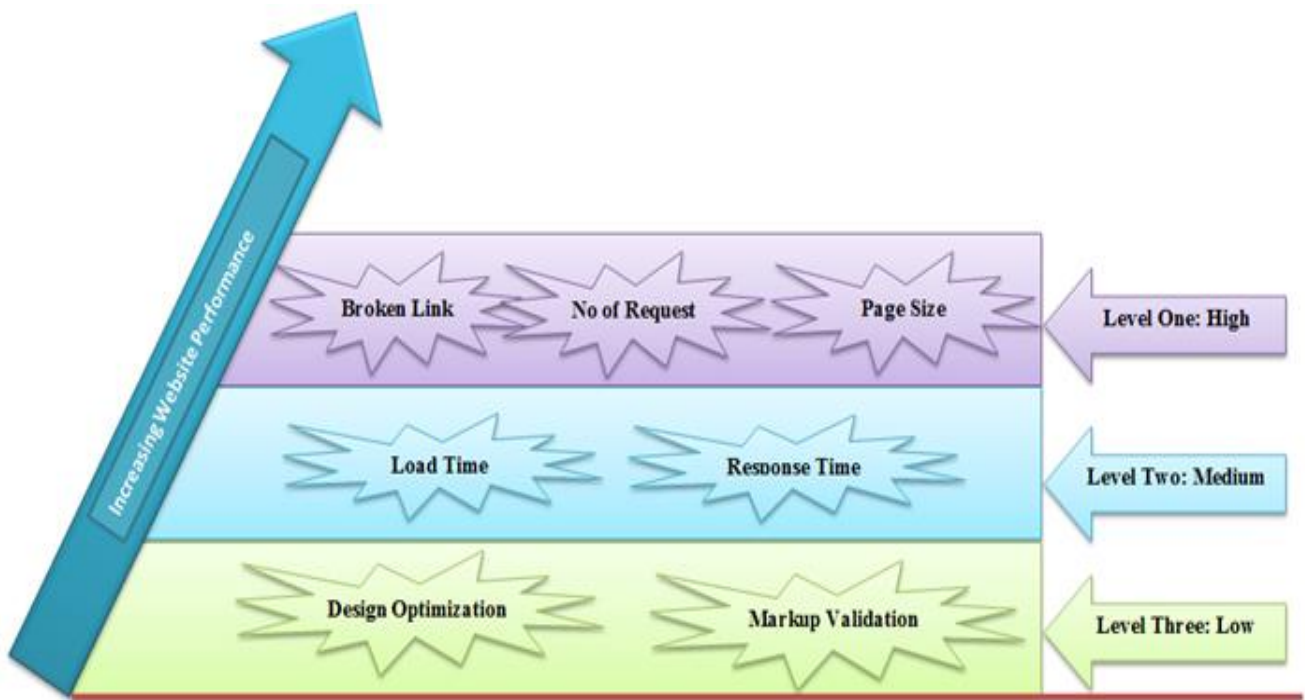 Increasing Website Performance
Broken Link
No of Request
Page Size
Level One: High
Load Time
Response Time
Level Two: Medium
Design Optimization
Markup Validation
Level Three: Low